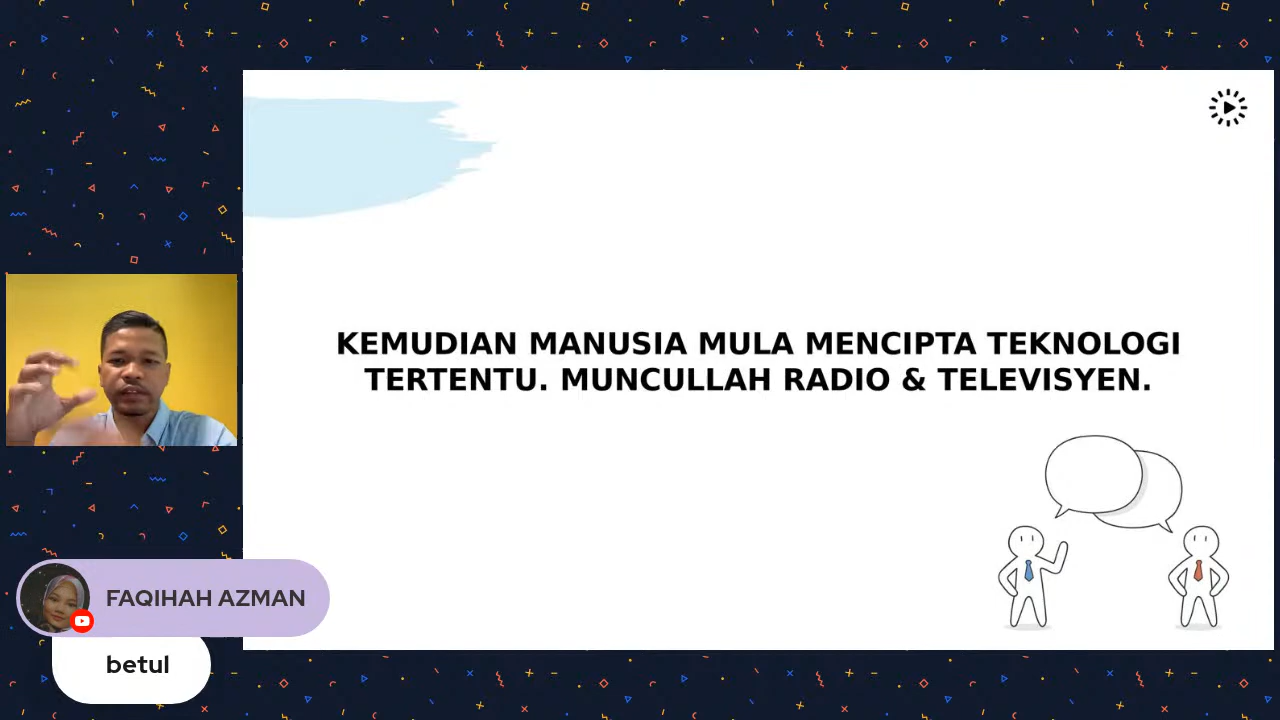 KEMUDIAN MANUSIA MULA MENCIPTA TEKNOLOGI
TERTENTU. MUNCULLAH RADIO & TELEVISYEN.
FAQIHAH AZMAN
betul